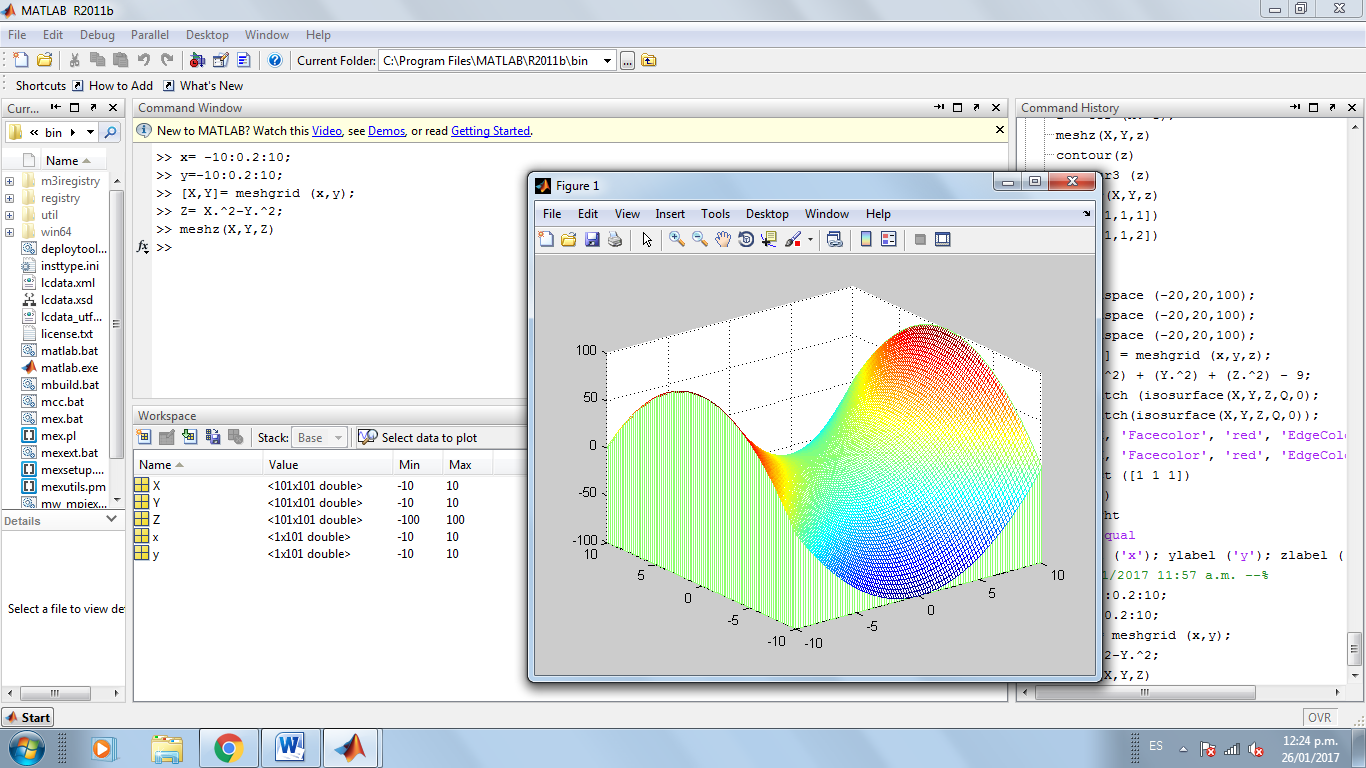 MATLAB R2011b
File Edit Debug Parallel Desktop Window Help
Current Folder: C:\Program Files\MATLAB\R2011b\bin ...
Shortcuts How to Add What's New
Curr...
« bin
Name
m3iregistry
registry
util
win64
deploytool...
insttype.ini
lcdata.xml
lcdata.xsd
lcdata_utf...
license.txt
matlab.bat
matlab.exe
mbuild.bat
mcc.bat
mex.bat
mex.pl
mexext.bat
mexsetup....
mexutils.pm
mw_mpiex...
Details
Select a file to view det
Command Window
New to MATLAB? Watch this Video, see Demos, or read Getting Started.
>> x= -10:0.2:10;
>> y=-10:0.2:10;
>> [X,Y]= meshgrid (x,y);
>> Z= X.^2-Y.^2;
>> meshz(X,Y,Z)
fx >>
Workspace
Stack: Base Select data to plot
Name Value Min Max
X <101x101 double> -10 10
Y <101x101 double> -10 10
Z <101x101 double> -100 100
x <1x101 double> -10 10
y <1x101 double> -10 10
Figure 1
File Edit View Insert Tools Desktop Window Help
100
50
0
-50
-100
10
5
0
-5
-10
-10
-5
0
5
10
Command History
meshz(X,Y,z)
contour(z)
r3 (z)
(X,Y,z)
1,1,1])
1,1,2])
space (-20,20,100);
space (-20,20,100);
space (-20,20,100);
] = meshgrid (x,y,z);
^2) + (Y.^2) + (Z.^2) - 9;
tch (isosurface(X,Y,Z,Q,0);
tch(isosurface(X,Y,Z,Q,0));
, 'Facecolor', 'red', 'EdgeColo
, 'Facecolor', 'red', 'EdgeColo
t ([1 1 1])
)
ht
qual
('x'); ylabel ('y'); zlabel (
1/2017 11:57 a.m. --%
:0.2:10;
0.2:10;
meshgrid (x,y);
2-Y.^2;
X,Y,Z)
Start
OVR
ES
12:24 p.m.
26/01/2017